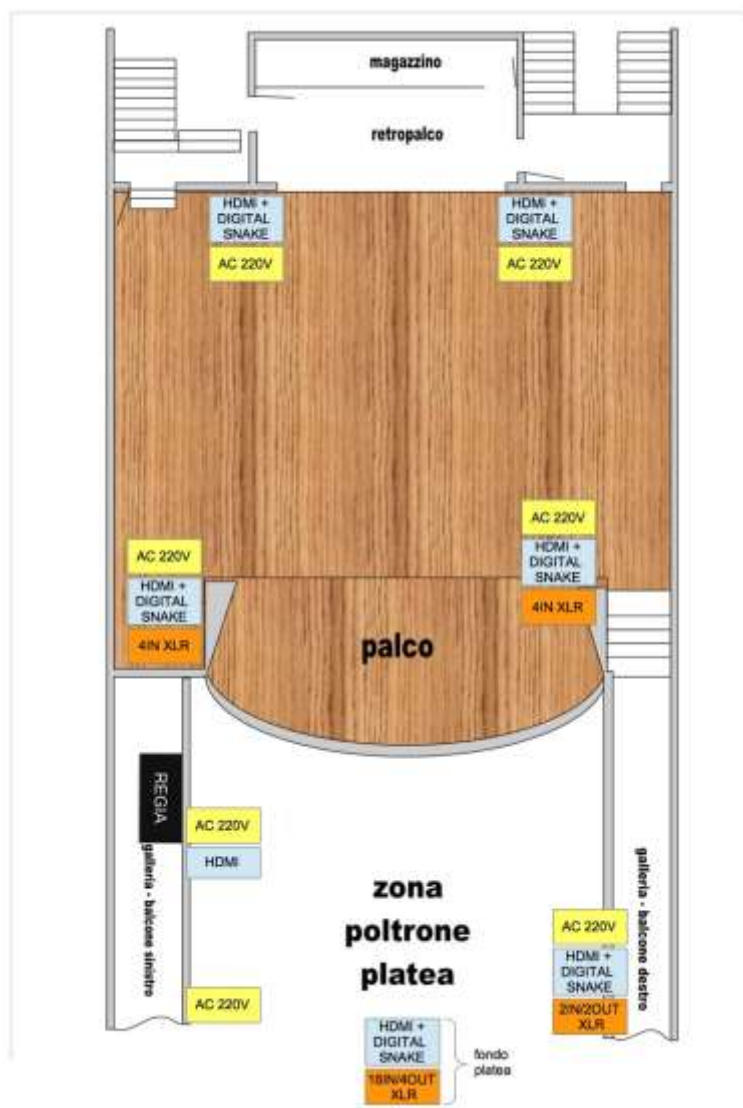 magazzino
retropalco
HDMI +
DIGITAL
SNAKE
AC 220V
HDMI +
DIGITAL
SNAKE
AC 220V
AC 220V
HDMI +
DIGITAL
SNAKE
4IN XLR
AC 220V
HDMI +
DIGITAL
SNAKE
4IN XLR
palco
REGIA
AC 220V
HDMI
galleria - balcone sinistro
AC 220V
zona
poltrone
platea
galleria - balcone destro
AC 220V
HDMI +
DIGITAL
SNAKE
2IN/2OUT
XLR
HDMI +
DIGITAL
SNAKE
16IN/4OUT
XLR
fondo
platea